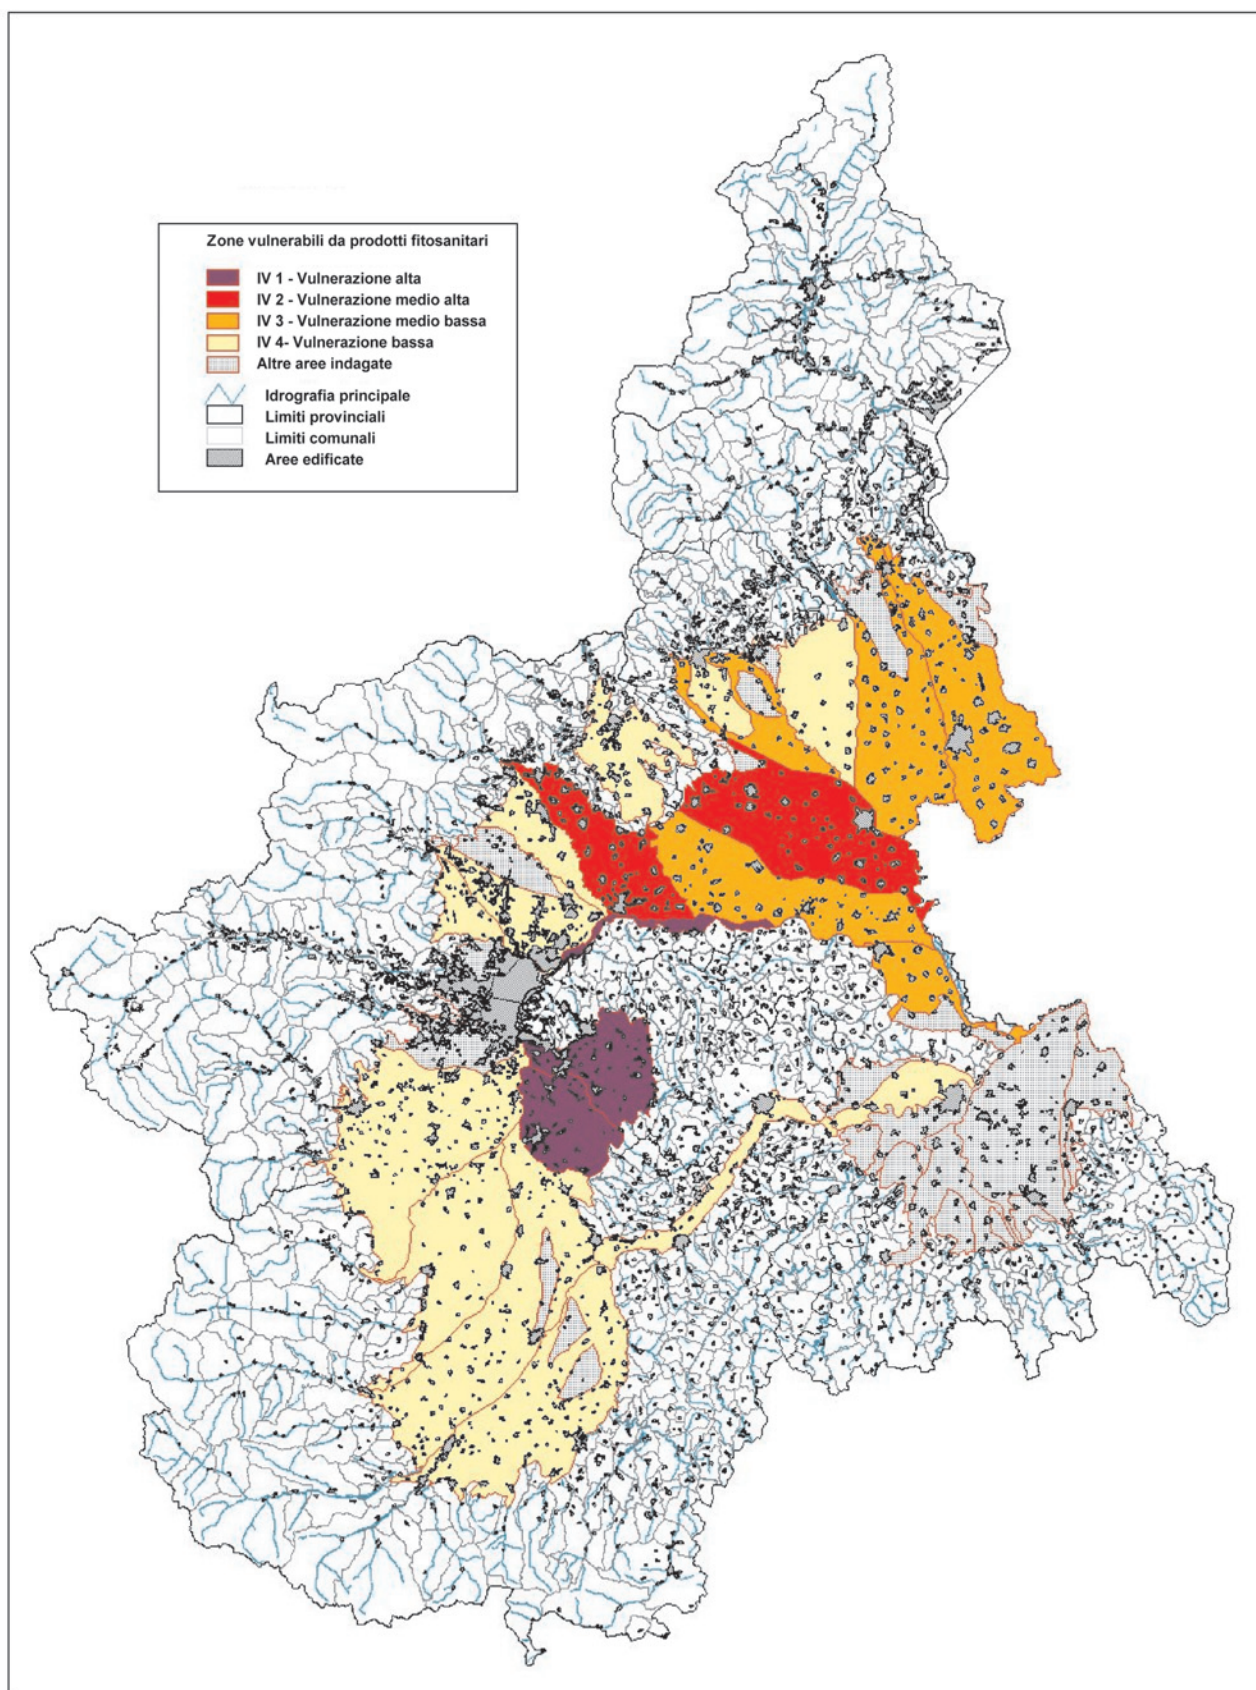 Zone vulnerabili da prodotti fitosanitari
IV 1 - Vulnerazione alta
IV 2 - Vulnerazione medio alta
IV 3 - Vulnerazione medio bassa
IV 4- Vulnerazione bassa
Altre aree indagate
Idrografia principale
Limiti provinciali
Limiti comunali
Aree edificate